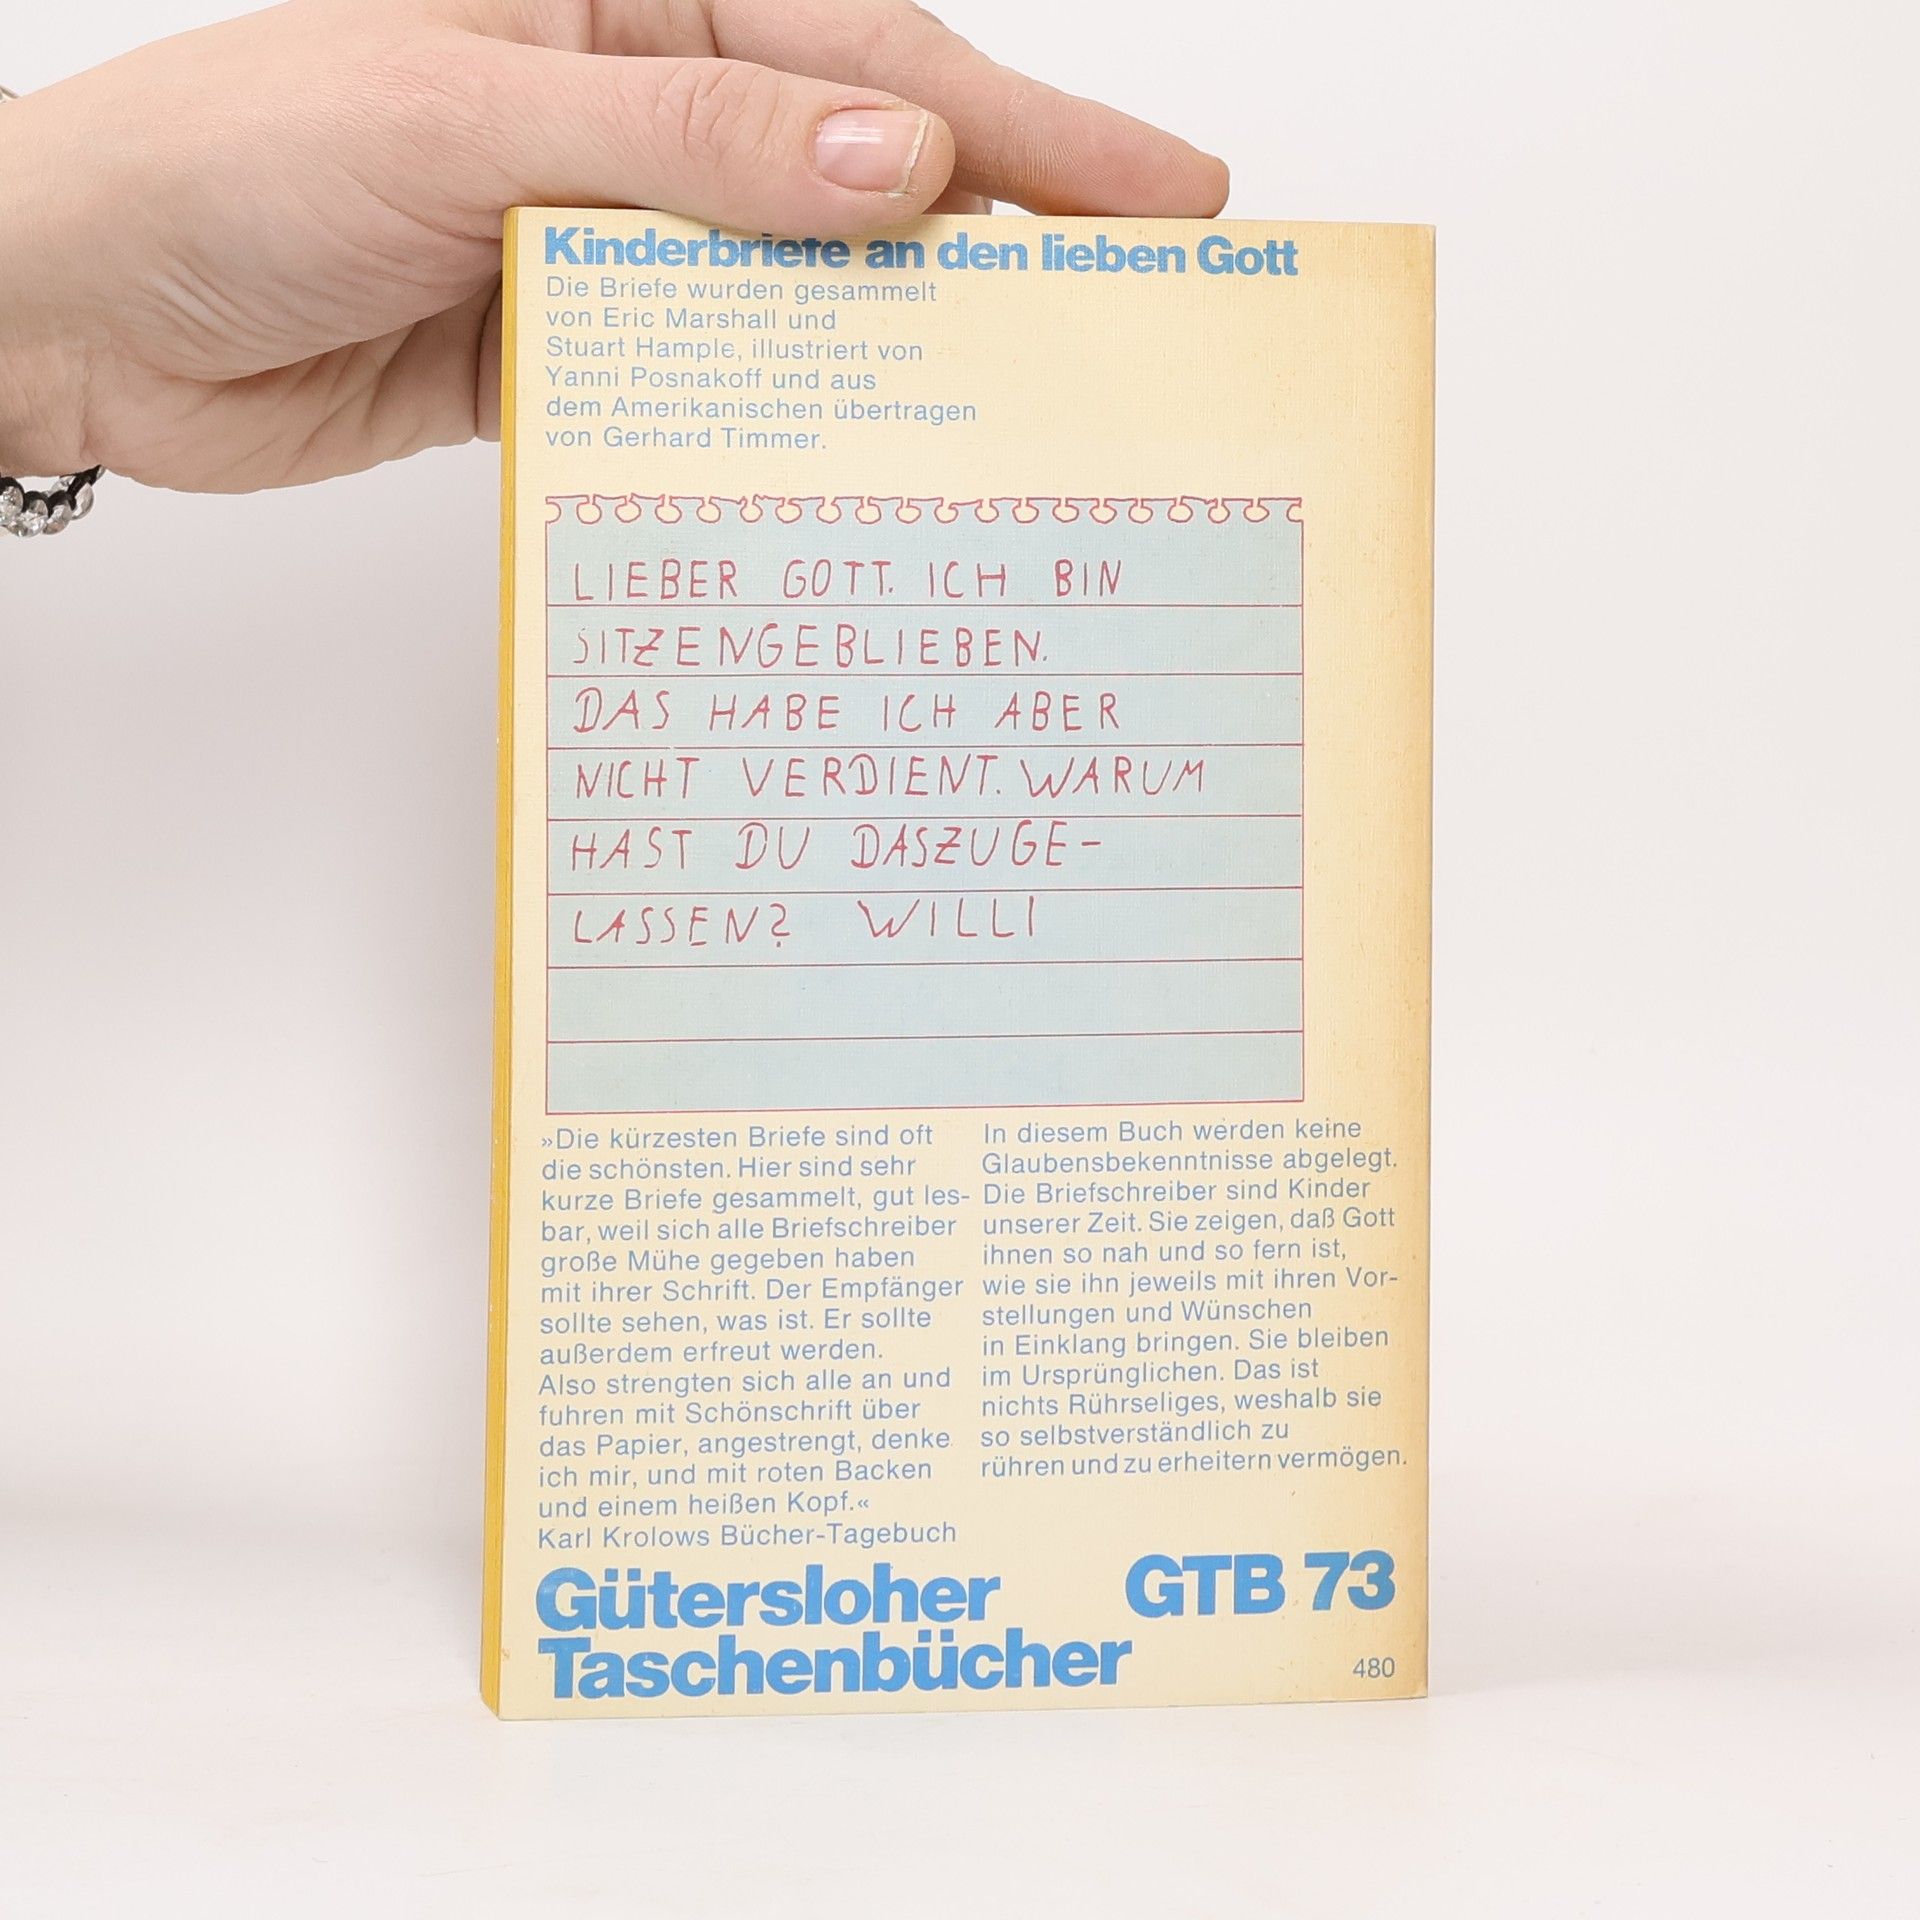 Kinderbriefe an den lieben Gott
Die Briefe wurden gesammelt
von Eric Marshall und
Stuart Hample, illustriert von
Yanni Posnakoff und aus
dem Amerikanischen übertragen
von Gerhard Timmer.
LIEBER GOTT. ICH BIN
SITZENGEBLIEBEN.
DAS HABE ICH ABER
NICHT VERDIENT. WARUM
HAST DU DASZUGE-
LASSEN? WILLI
»Die kürzesten Briefe sind oft
die schönsten. Hier sind sehr
kurze Briefe gesammelt, gut les-
bar, weil sich alle Briefschreiber
große Mühe gegeben haben
mit ihrer Schrift. Der Empfänger
sollte sehen, was ist. Er sollte
außerdem erfreut werden.
Also strengten sich alle an und
fuhren mit Schönschrift über
das Papier, angestrengt, denke
ich mir, und mit roten Backen
und einem heißen Kopf.«
Karl Krolows Bücher-Tagebuch
In diesem Buch werden keine
Glaubensbekenntnisse abgelegt.
Die Briefschreiber sind Kinder
unserer Zeit. Sie zeigen, daß Gott
ihnen so nah und so fern ist,
wie sie ihn jeweils mit ihren Vor-
stellungen und Wünschen
in Einklang bringen. Sie bleiben
im Ursprünglichen. Das ist
nichts Rührseliges, weshalb sie
so selbstverständlich zu
rühren und zu erheitern vermögen.
Gütersloher
Taschenbücher
GTB 73
480